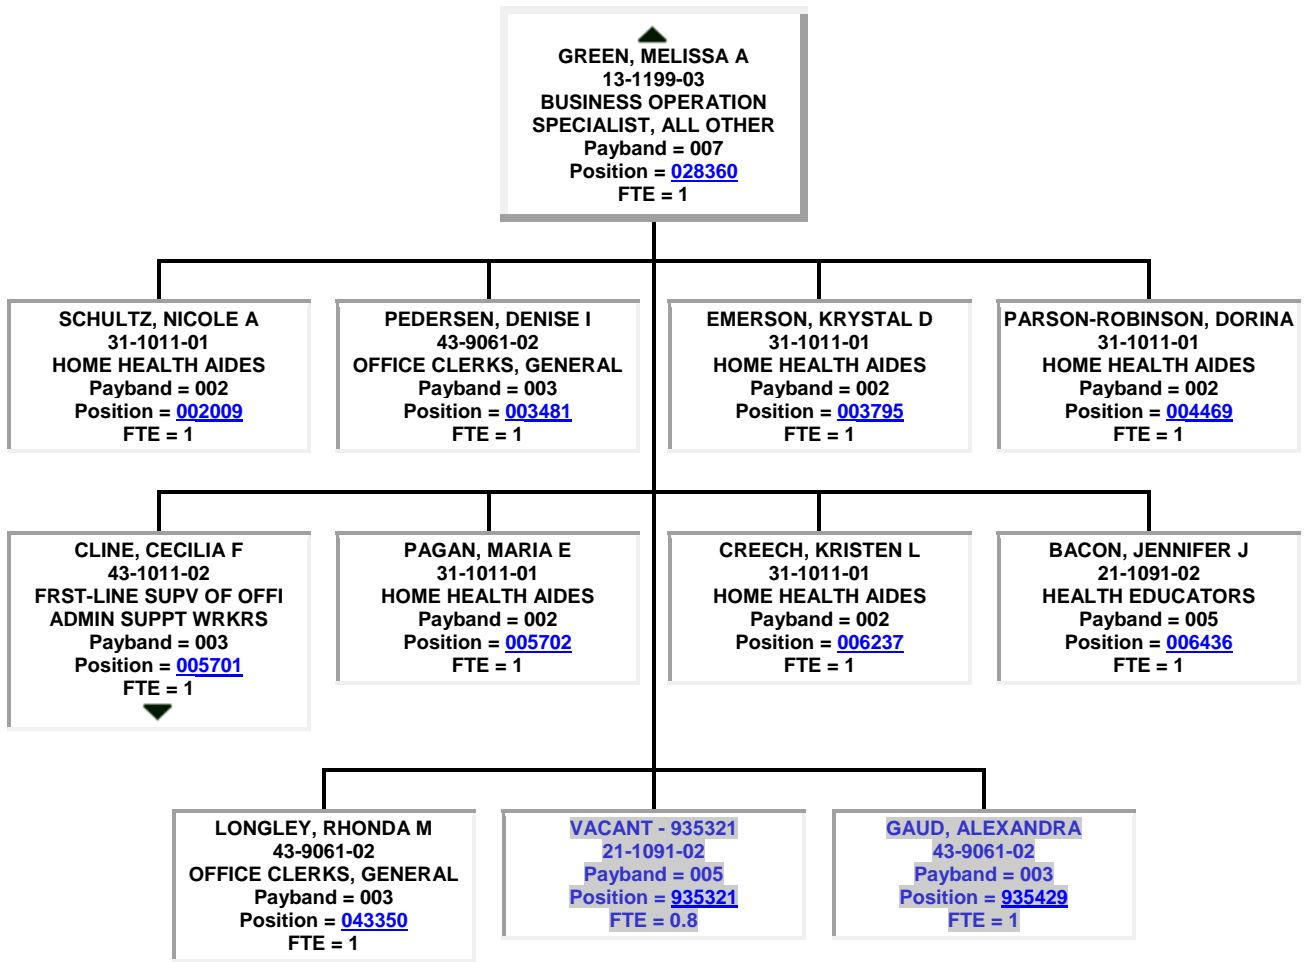 GREEN, MELISSA A
13-1199-03
BUSINESS OPERATION
SPECIALIST, ALL OTHER
Payband = 007
Position = 028360
FTE = 1
SCHULTZ, NICOLE A
31-1011-01
HOME HEALTH AIDES
Payband = 002
Position = 002009
FTE = 1
PEDERSEN, DENISE I
43-9061-02
OFFICE CLERKS, GENERAL
Payband = 003
Position = 003481
FTE = 1
EMERSON, KRYSTAL D
31-1011-01
HOME HEALTH AIDES
Payband = 002
Position = 003795
FTE = 1
PARSON-ROBINSON, DORINA
31-1011-01
HOME HEALTH AIDES
Payband = 002
Position = 004469
FTE = 1
CLINE, CECILIA F
43-1011-02
FRST-LINE SUPV OF OFFI
ADMIN SUPPT WRKRS
Payband = 003
Position = 005701
FTE = 1
PAGAN, MARIA E
31-1011-01
HOME HEALTH AIDES
Payband = 002
Position = 005702
FTE = 1
CREECH, KRISTEN L
31-1011-01
HOME HEALTH AIDES
Payband = 002
Position = 006237
FTE = 1
BACON, JENNIFER J
21-1091-02
HEALTH EDUCATORS
Payband = 005
Position = 006436
FTE = 1
LONGLEY, RHONDA M
43-9061-02
OFFICE CLERKS, GENERAL
Payband = 003
Position = 043350
FTE = 1
VACANT - 935321
21-1091-02
Payband = 005
Position = 935321
FTE = 0.8
GAUD, ALEXANDRA
43-9061-02
Payband = 003
Position = 935429
FTE = 1